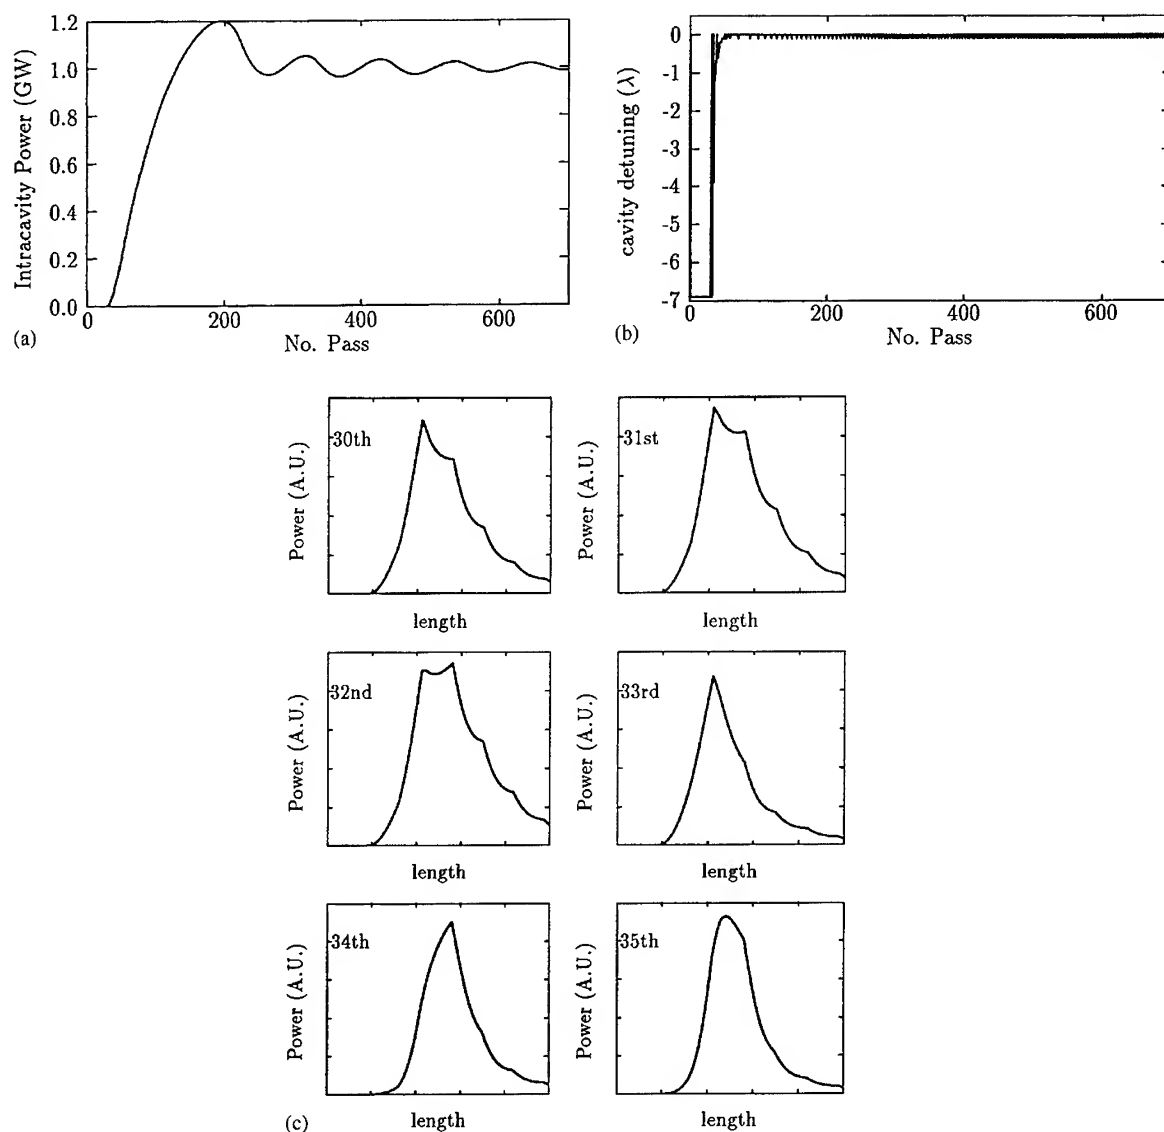 Intracavity Power (GW)
1.2
1.0
0.8
0.6
0.4
0.2
0.0
0
200
400
600
No. Pass
(a)
cavity detuning (λ)
0
-1
-2
-3
-4
-5
-6
-7
0
200
400
600
No. Pass
(b)
30th
Power (A.U.)
length
31st
Power (A.U.)
length
32nd
Power (A.U.)
length
33rd
Power (A.U.)
length
34th
Power (A.U.)
length
35th
Power (A.U.)
length
(c)